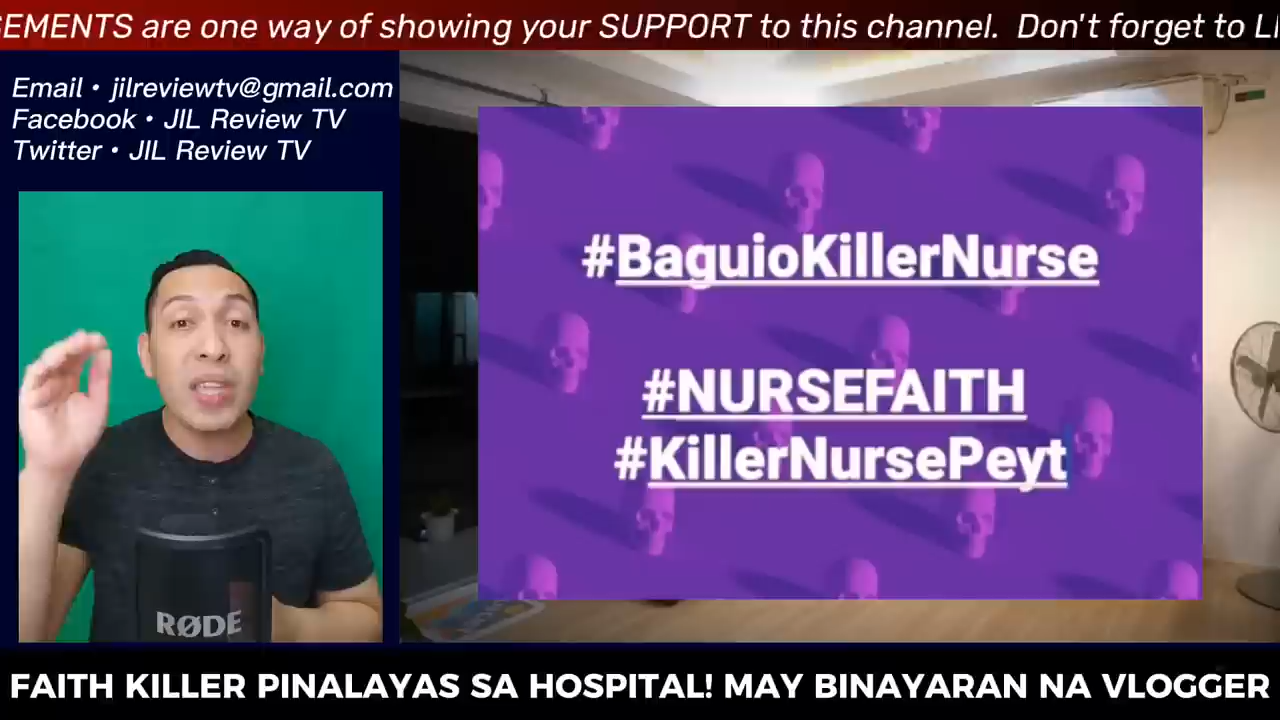 SEMENTS are one way of showing your SUPPORT to this channel. Don't forget to LI
Email • jilreviewtv@gmail.com
Facebook • JIL Review TV
Twitter • JIL Review TV
#BaguioKillerNurse
#NURSEFAITH
#KillerNursePeyt
RØDE
FAITH KILLER PINALAYAS SA HOSPITAL! MAY BINAYARAN NA VLOGGER